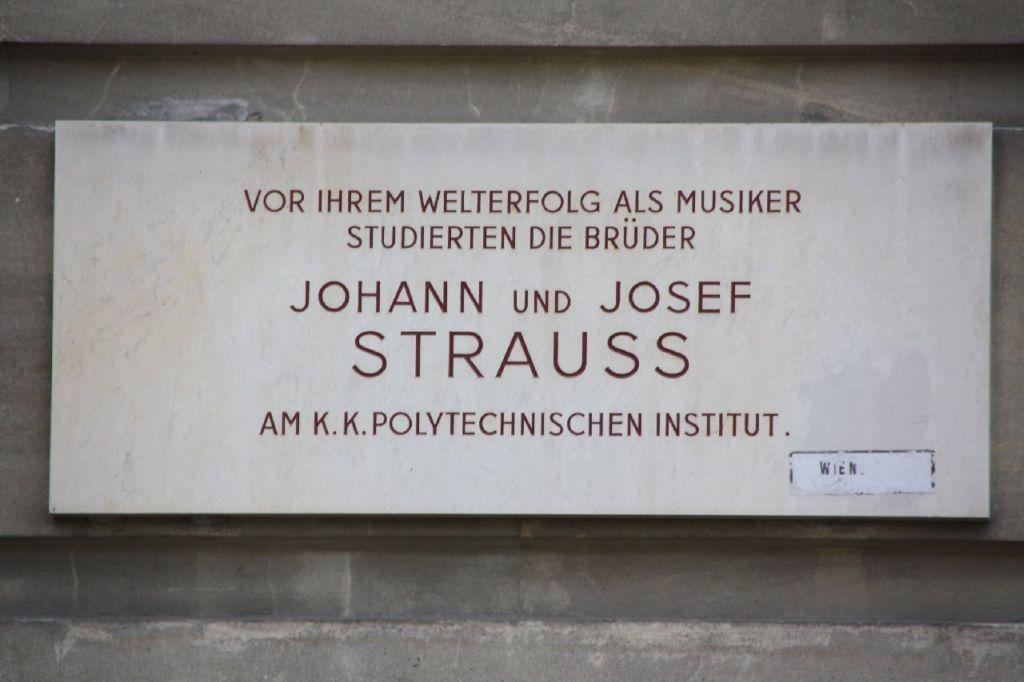 VOR IHREM WELTERFOLG ALS MUSIKER
STUDIERTEN DIE BRÜDER
JOHANN UND JOSEF
STRAUSS
AM K.K.POLYTECHNISCHEN INSTITUT.
WIEN.